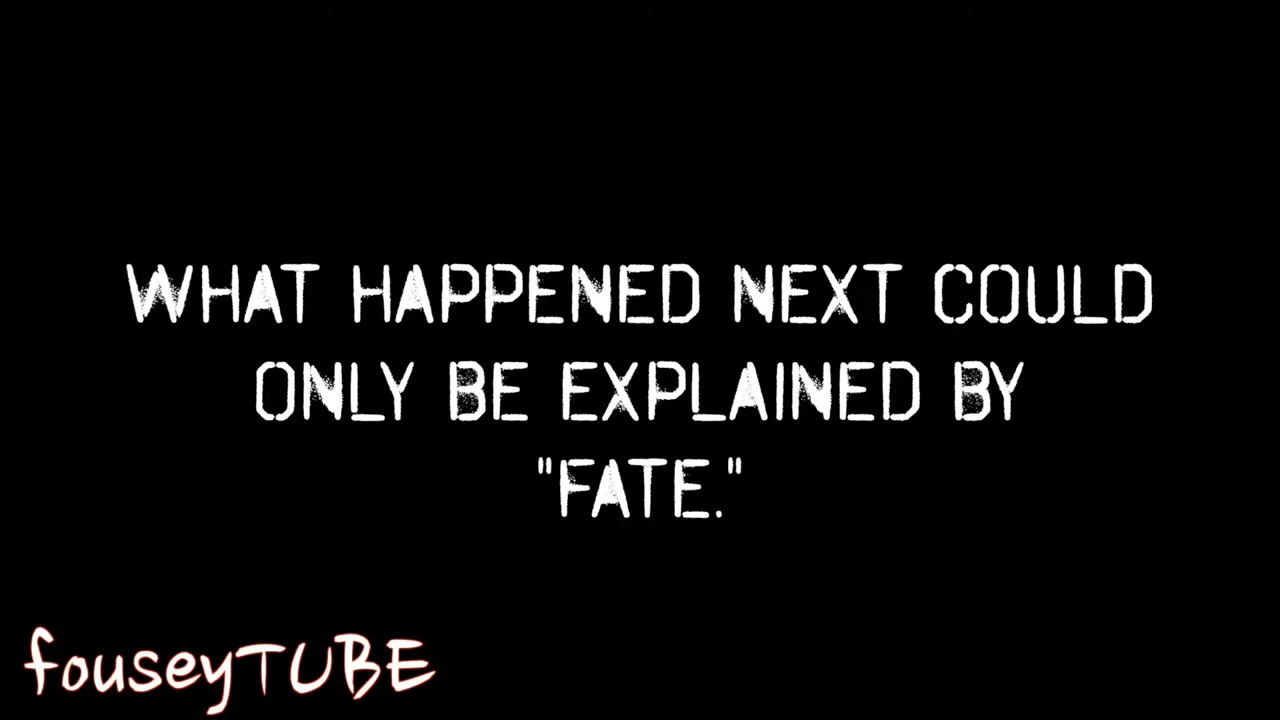 WHAT HAPPENED NEXT COULD
ONLY BE EXPLAINED BY
"FATE."
fouseyTUBE